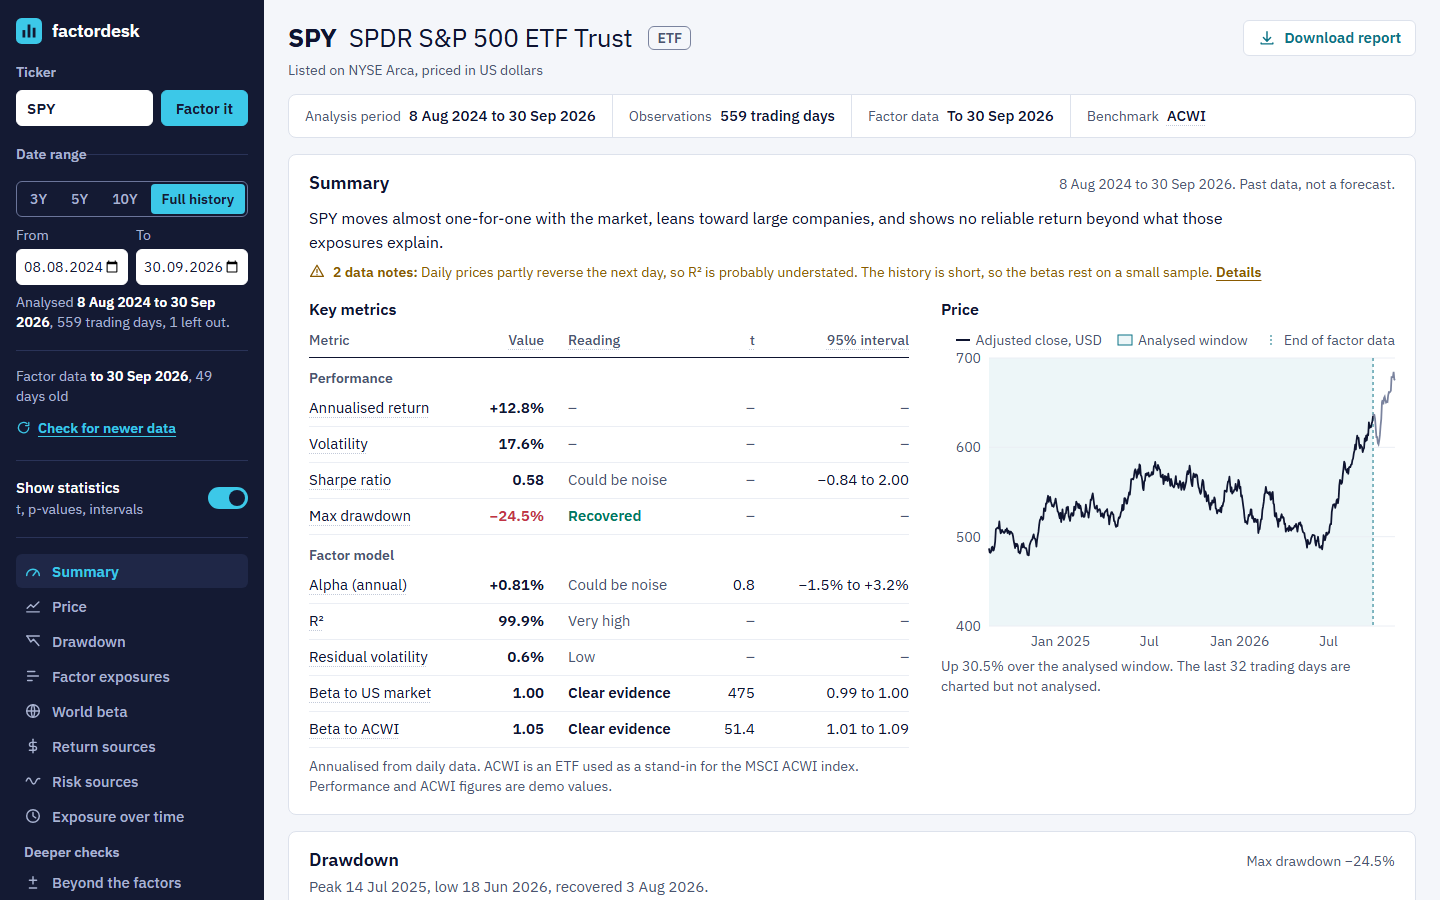 factordesk
Ticker
SPY
Factor it
Date range
3Y 5Y 10Y Full history
From To
08.08.2024 30.09.2026
Analysed 8 Aug 2024 to 30 Sep
2026, 559 trading days, 1 left out.
Factor data to 30 Sep 2026, 49
days old
Check for newer data
Show statistics
t, p-values, intervals
Summary
Price
Drawdown
Factor exposures
World beta
Return sources
Risk sources
Exposure over time
Deeper checks
Beyond the factors
SPY SPDR S&P 500 ETF Trust ETF
Download report
Listed on NYSE Arca, priced in US dollars
Analysis period 8 Aug 2024 to 30 Sep 2026 Observations 559 trading days Factor data To 30 Sep 2026 Benchmark ACWI
Summary
8 Aug 2024 to 30 Sep 2026. Past data, not a forecast.
SPY moves almost one-for-one with the market, leans toward large companies, and shows no reliable return beyond what those
exposures explain.
2 data notes: Daily prices partly reverse the next day, so R² is probably understated. The history is short, so the betas rest on a small sample. Details
Key metrics
Metric Value Reading t 95% interval
Performance
Annualised return +12.8% – – –
Volatility 17.6% – – –
Sharpe ratio 0.58 Could be noise – −0.84 to 2.00
Max drawdown −24.5% Recovered – –
Factor model
Alpha (annual) +0.81% Could be noise 0.8 −1.5% to +3.2%
R² 99.9% Very high – –
Residual volatility 0.6% Low – –
Beta to US market 1.00 Clear evidence 475 0.99 to 1.00
Beta to ACWI 1.05 Clear evidence 51.4 1.01 to 1.09
Annualised from daily data. ACWI is an ETF used as a stand-in for the MSCI ACWI index.
Performance and ACWI figures are demo values.
Price
Adjusted close, USD Analysed window End of factor data
700
600
500
400
Jan 2025 Jul Jan 2026 Jul
Up 30.5% over the analysed window. The last 32 trading days are
charted but not analysed.
Drawdown
Max drawdown −24.5%
Peak 14 Jul 2025, low 18 Jun 2026, recovered 3 Aug 2026.